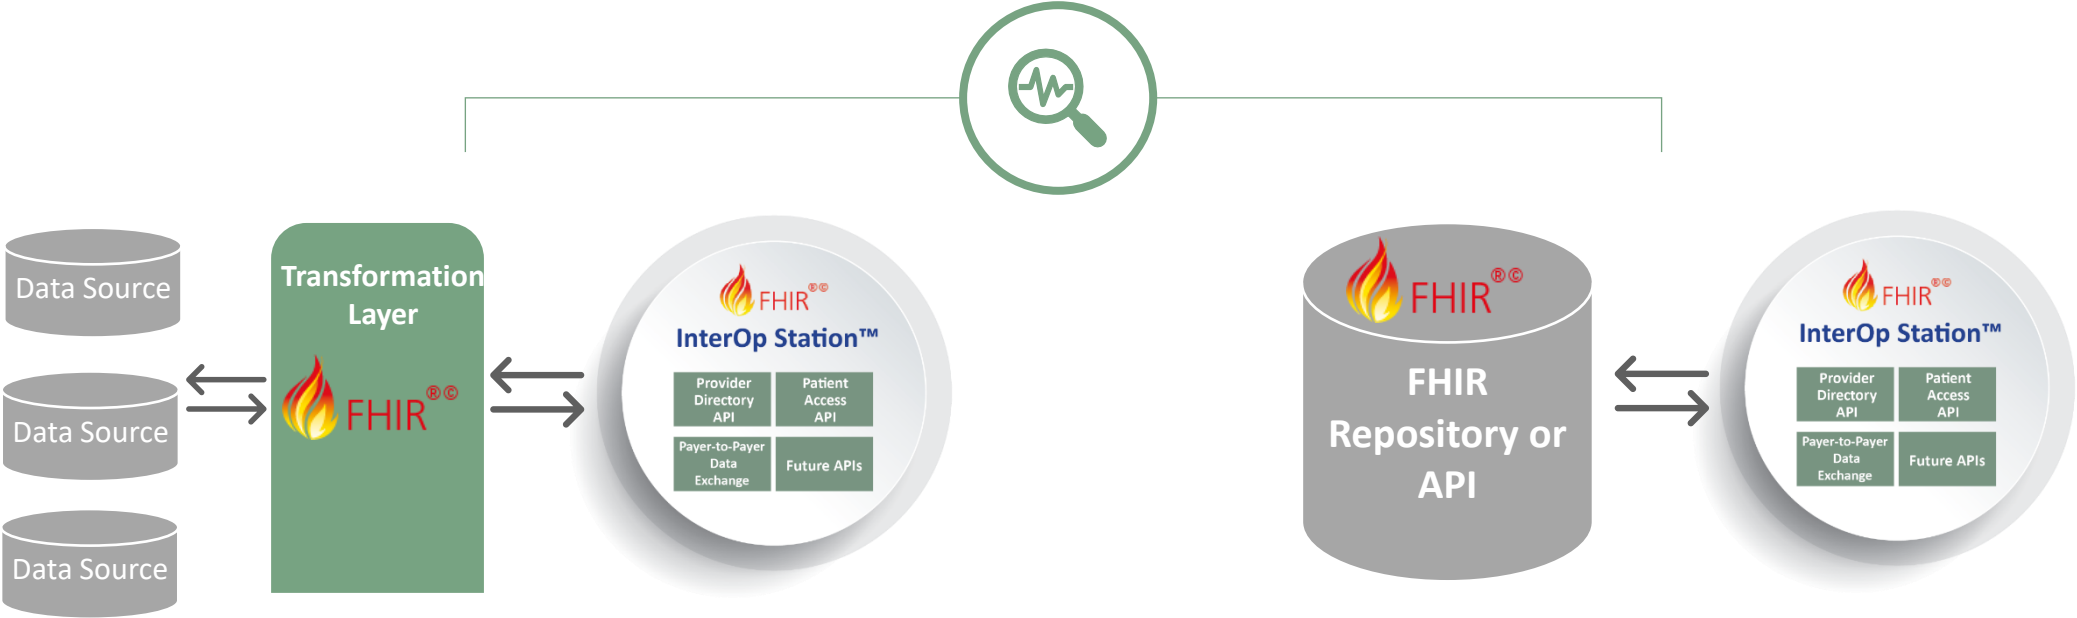 Data Source
Data Source
Data Source
Transformation
Layer
FHIR®©
FHIR®©
InterOp Station™
Provider
Directory
API
Patient
Access
API
Payer-to-Payer
Data
Exchange
Future APIs
FHIR®©
FHIR
Repository or
API
FHIR®©
InterOp Station™
Provider
Directory
API
Patient
Access
API
Payer-to-Payer
Data
Exchange
Future APIs